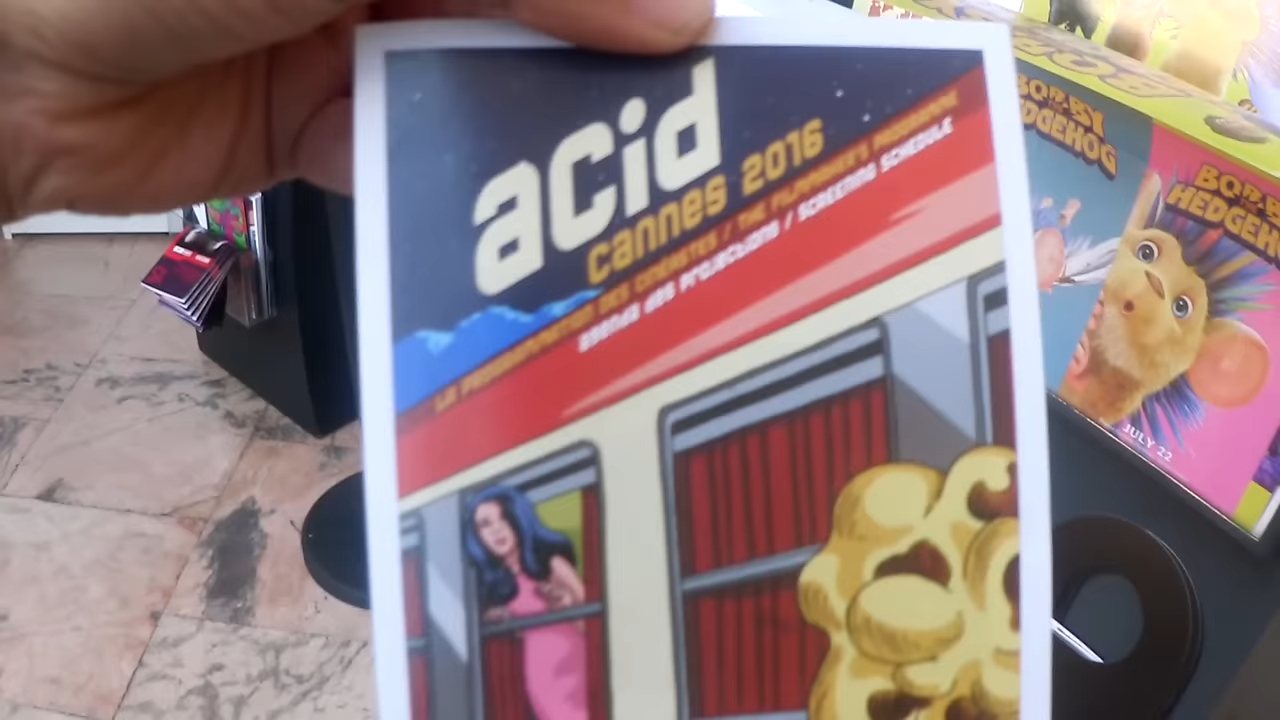 acid
cannes 2016
LA PROGRAMMATION DES CINÉASTES / THE FILMMAKER'S PROGRAMME
agenda des projections / SCREENING SCHEDULE
BOBBY
HEDGEHOG
BOBBY
HEDGEHOG
JULY 22